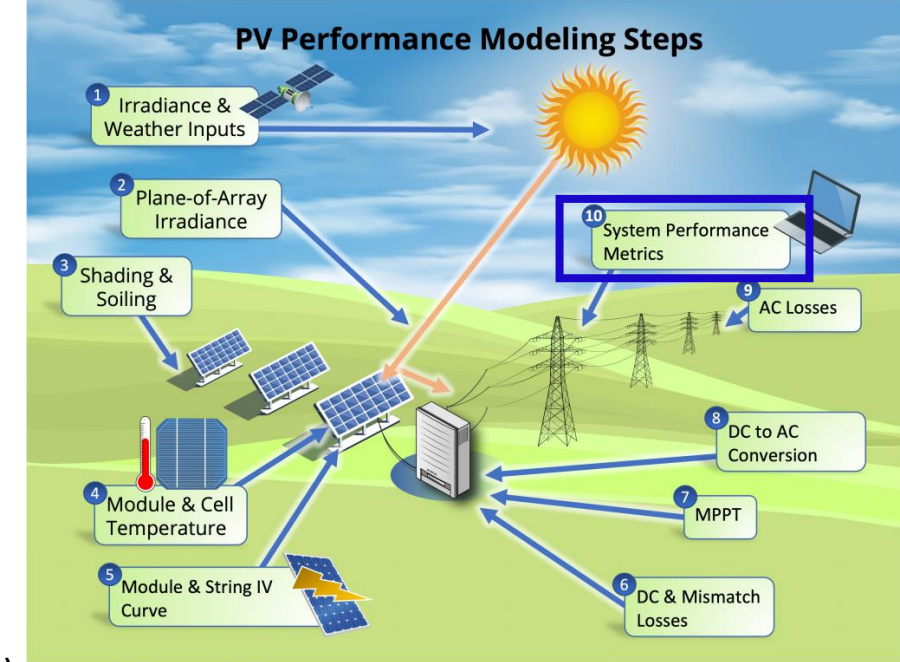 PV Performance Modeling Steps
1
Irradiance &
Weather Inputs
2
Plane-of-Array
Irradiance
3
Shading &
Soiling
4
Module & Cell
Temperature
5
Module & String IV
Curve
6
DC & Mismatch
Losses
7
MPPT
8
DC to AC
Conversion
9
AC Losses
10
System Performance
Metrics
)